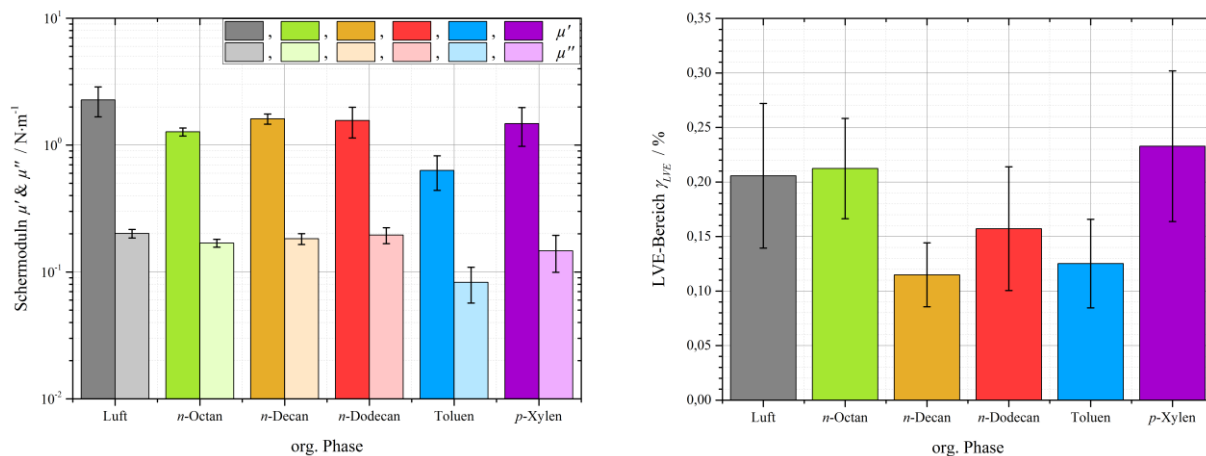 10¹
, , , , , μ′
, , , , , μ″
10⁰
10⁻¹
10⁻²
Schermoduln μ′ & μ″ / N·m⁻¹
Luft n-Octan n-Decan n-Dodecan Toluen p-Xylen
org. Phase
0,35
0,30
0,25
0,20
0,15
0,10
0,05
0,00
LVE-Bereich γLVE / %
Luft n-Octan n-Decan n-Dodecan Toluen p-Xylen
org. Phase